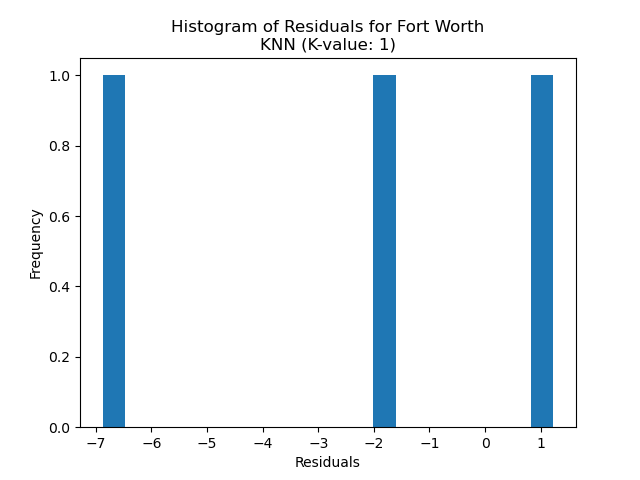 Histogram of Residuals for Fort Worth
KNN (K-value: 1)
Frequency
1.0
0.8
0.6
0.4
0.2
0.0
−7 −6 −5 −4 −3 −2 −1 0 1
Residuals